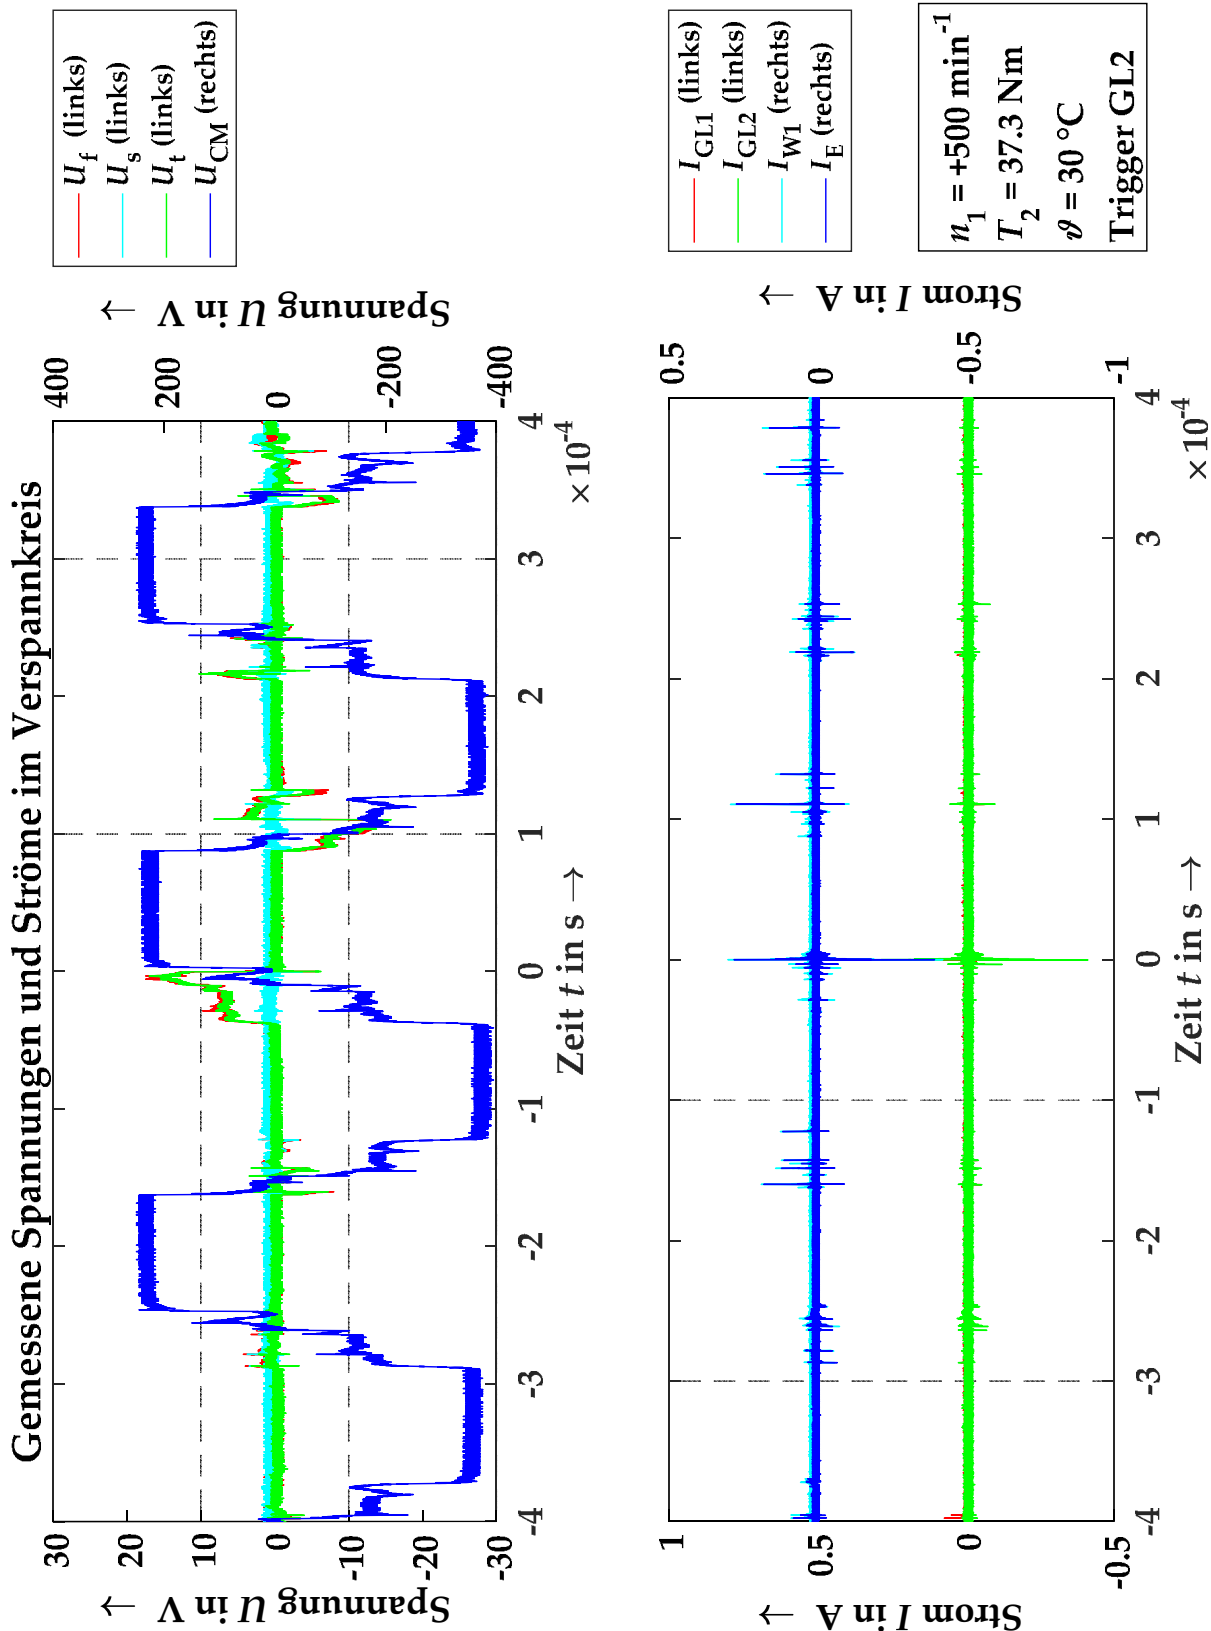 Gemessene Spannungen und Ströme im Verspannkreis
Spannung U in V →
30
20
10
0
-10
-20
-30
400
200
0
-200
-400
Spannung U in V →
-4
-3
-2
-1
0
1
2
3
4
×10⁻⁴
Zeit t in s →
U_f (links)
U_s (links)
U_t (links)
U_CM (rechts)
Strom I in A →
1
0.5
0
-0.5
0.5
0
-0.5
-1
Strom I in A →
-4
-3
-2
-1
0
1
2
3
4
×10⁻⁴
Zeit t in s →
I_GL1 (links)
I_GL2 (links)
I_W1 (rechts)
I_E (rechts)
n₁ = +500 min⁻¹
T₂ = 37.3 Nm
ϑ = 30 °C
Trigger GL2